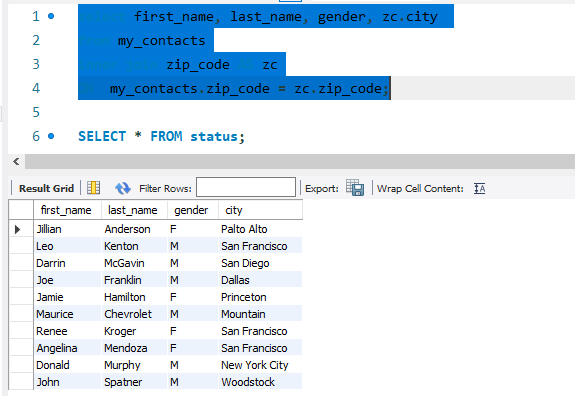 1 first_name, last_name, gender, zc.city
2 my_contacts
3 zip_code zc
4 my_contacts.zip_code = zc.zip_code;
5
6 SELECT * FROM status;
Result Grid Filter Rows: Export: Wrap Cell Content: IA
first_name last_name gender city
Jillian Anderson F Palto Alto
Leo Kenton M San Francisco
Darrin McGavin M San Diego
Joe Franklin M Dallas
Jamie Hamilton F Princeton
Maurice Chevrolet M Mountain
Renee Kroger F San Francisco
Angelina Mendoza F San Francisco
Donald Murphy M New York City
John Spatner M Woodstock